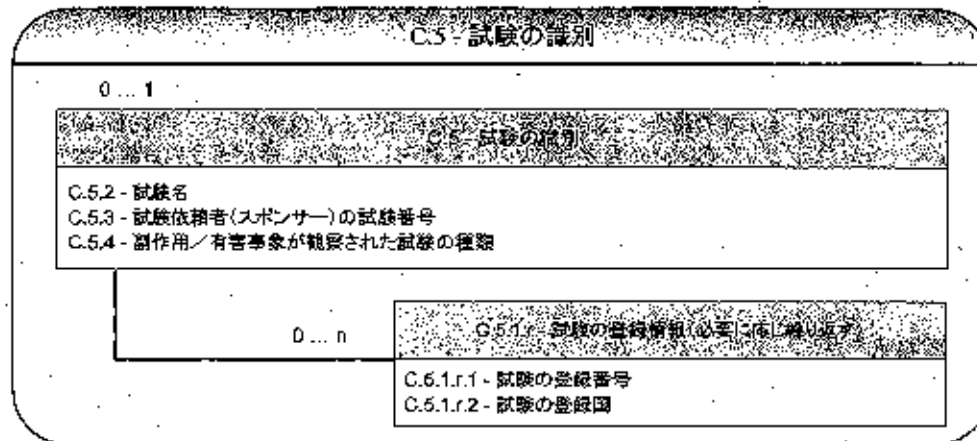 C.5 - 試験の識別
0 ... 1
C.5 - 試験の識別
C.5.2 - 試験名
C.5.3 - 試験依頼者(スポンサー)の試験番号
C.5.4 - 副作用/有害事象が観察された試験の種類
0 ... n
C.5.1.r - 試験の登録情報(必要に応じ繰り返す)
C.5.1.r.1 - 試験の登録番号
C.5.1.r.2 - 試験の登録国